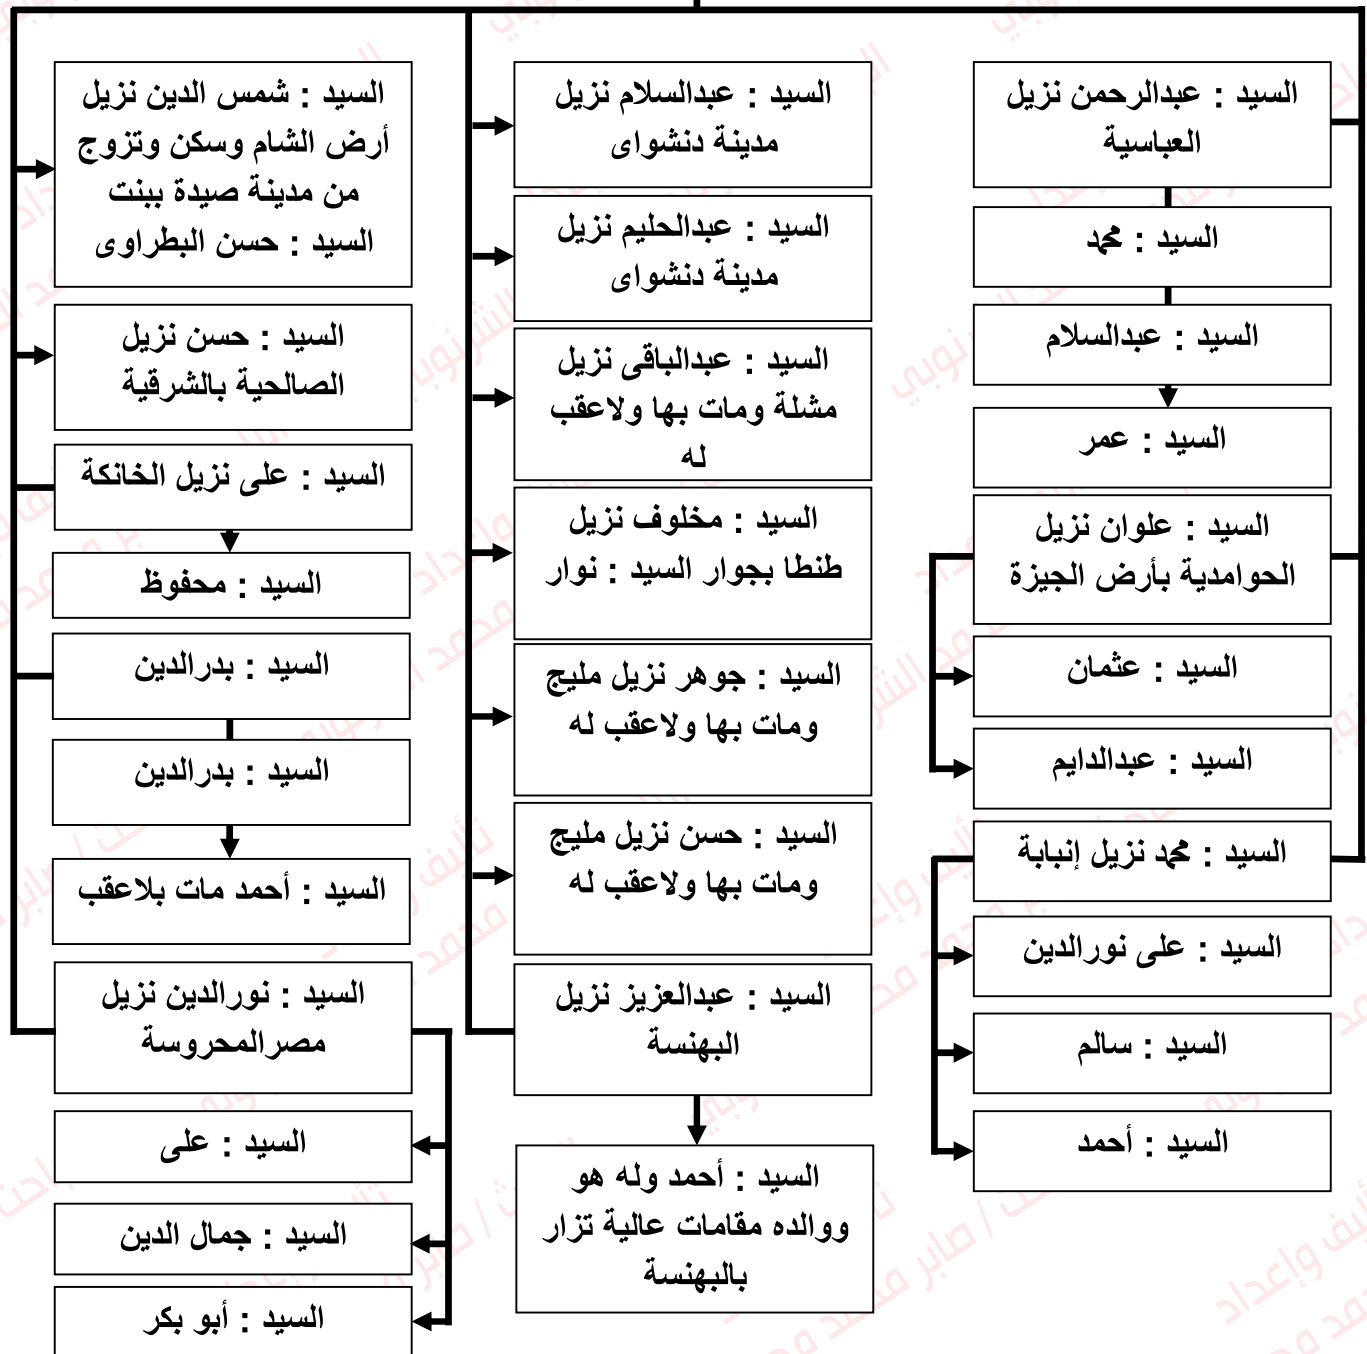 السيد : عبدالرحمن نزيل
العباسية
السيد : محمد
السيد : عبدالسلام
السيد : عمر
السيد : علوان نزيل
الحوامدية بأرض الجيزة
السيد : عثمان
السيد : عبدالدايم
السيد : محمد نزيل إنبابة
السيد : على نورالدين
السيد : سالم
السيد : أحمد
السيد : عبدالسلام نزيل
مدينة دنشواى
السيد : عبدالحليم نزيل
مدينة دنشواى
السيد : عبدالباقى نزيل
مشلة ومات بها ولاعقب
له
السيد : مخلوف نزيل
طنطا بجوار السيد : نوار
السيد : جوهر نزيل مليج
ومات بها ولاعقب له
السيد : حسن نزيل مليج
ومات بها ولاعقب له
السيد : عبدالعزيز نزيل
البهنسة
السيد : أحمد وله هو
ووالده مقامات عالية تزار
بالبهنسة
السيد : شمس الدين نزيل
أرض الشام وسكن وتزوج
من مدينة صيدة ببنت
السيد : حسن البطراوى
السيد : حسن نزيل
الصالحية بالشرقية
السيد : على نزيل الخانكة
السيد : محفوظ
السيد : بدرالدين
السيد : بدرالدين
السيد : أحمد مات بلاعقب
السيد : نورالدين نزيل
مصرالمحروسة
السيد : على
السيد : جمال الدين
السيد : أبو بكر